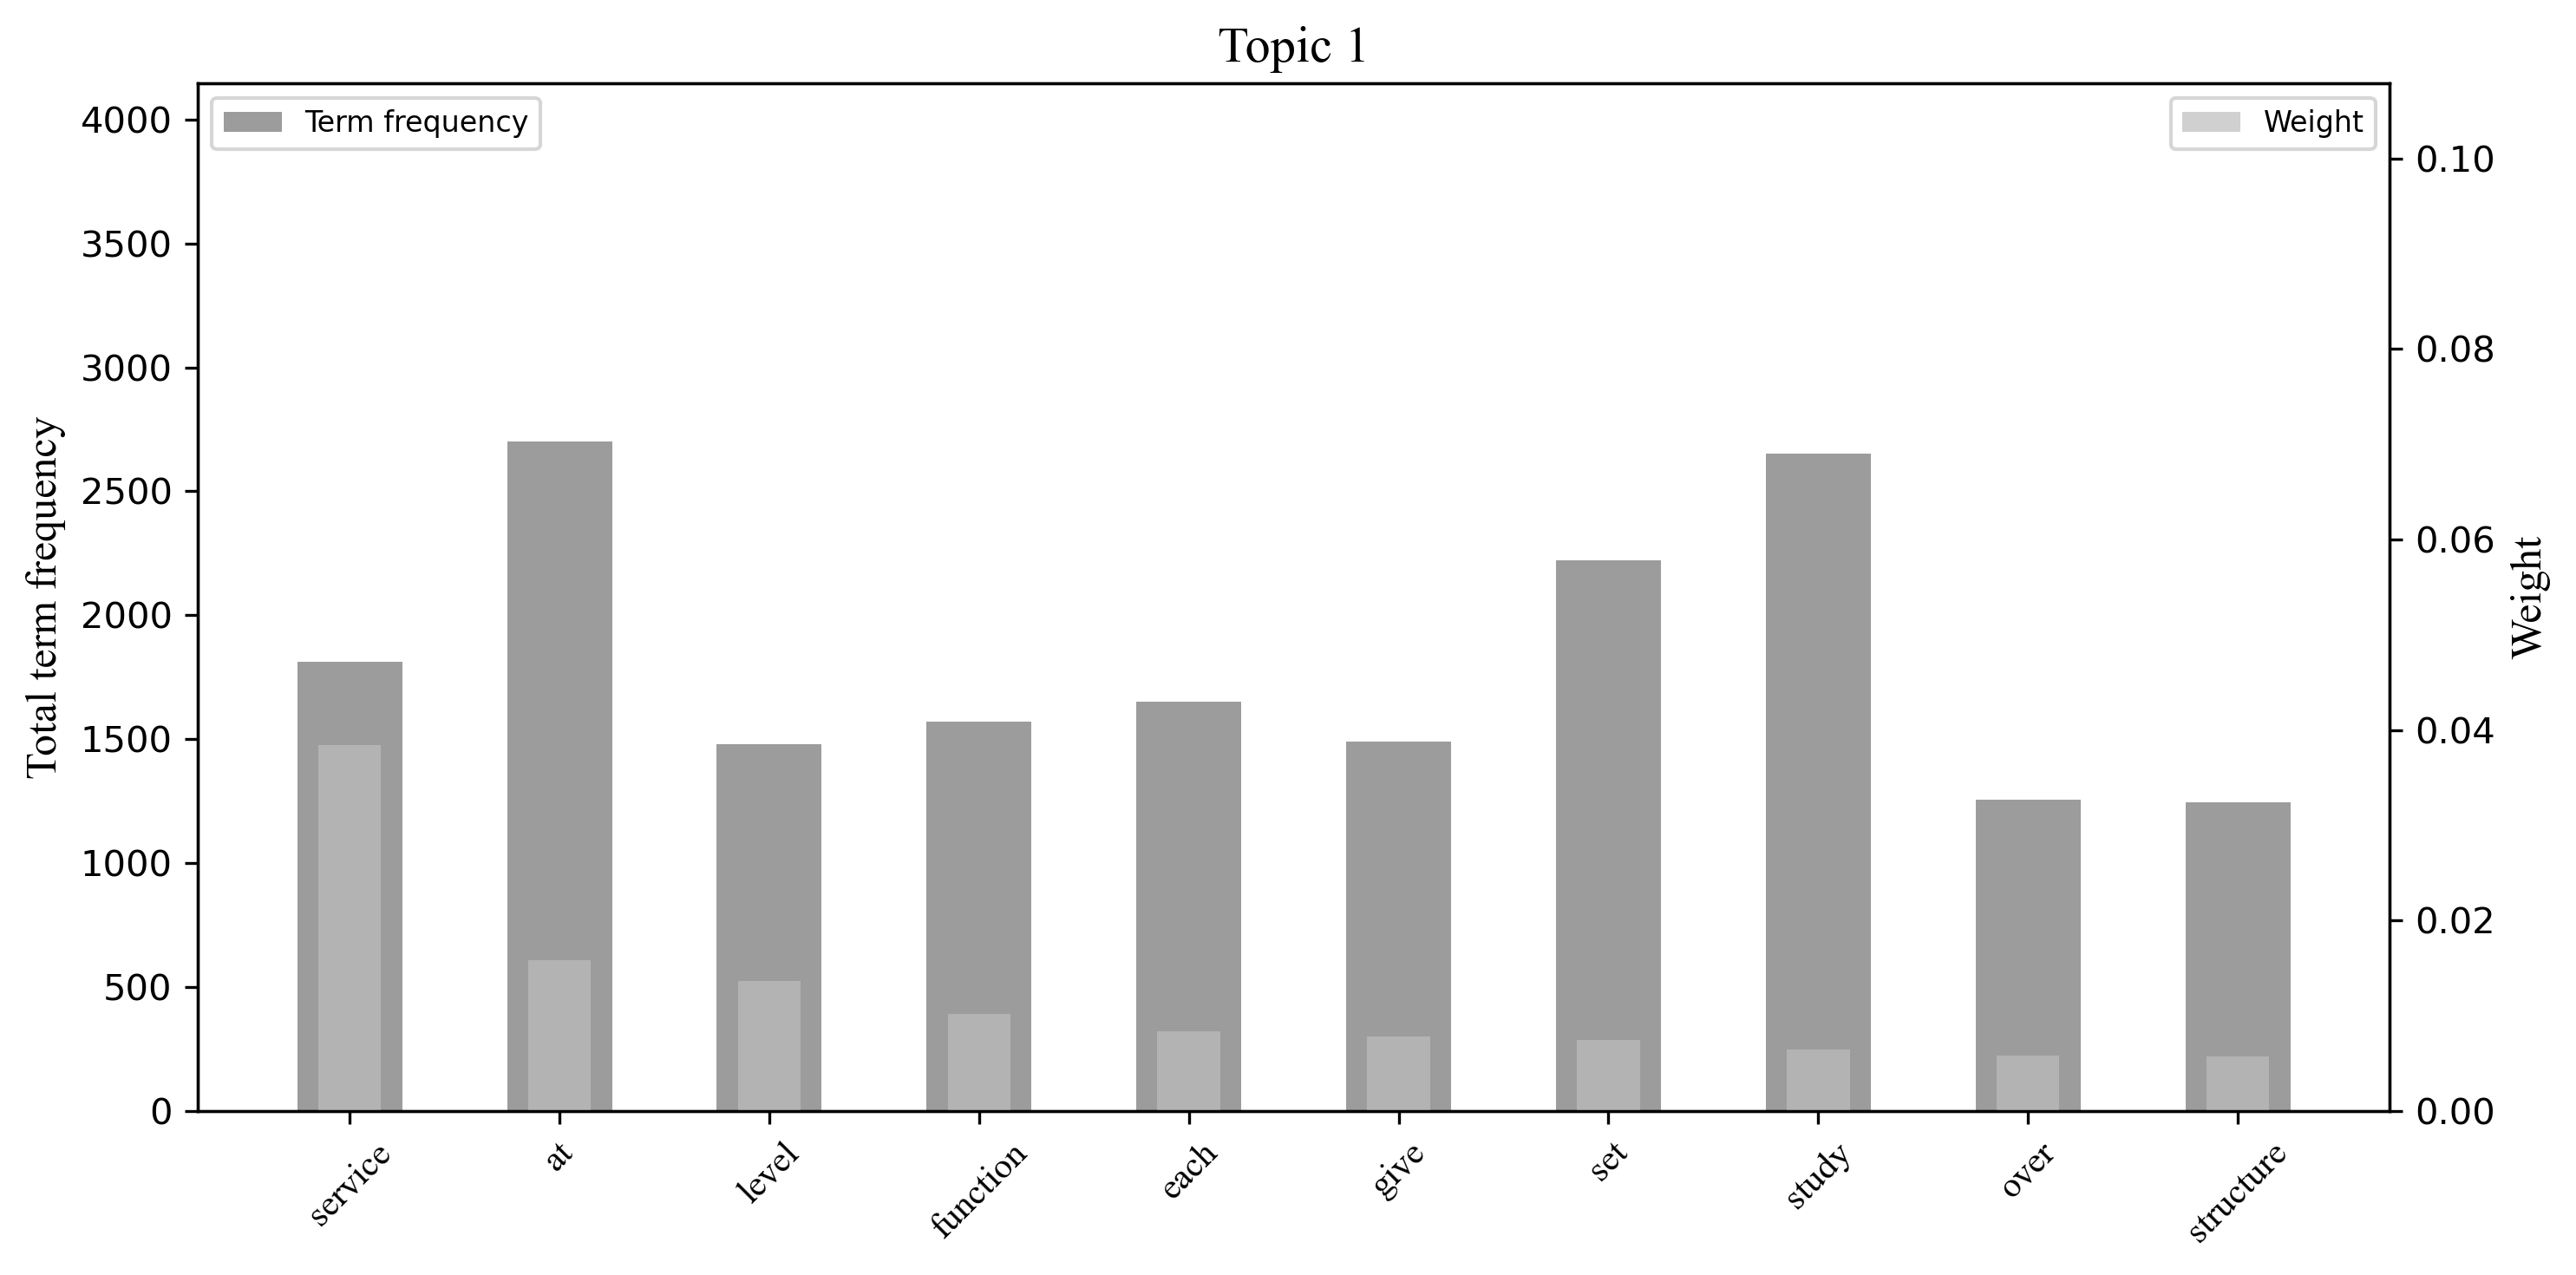 Topic 1
Term frequency
Weight
4000
3500
3000
2500
2000
1500
1000
500
0
Total term frequency
0.10
0.08
0.06
0.04
0.02
0.00
Weight
service
at
level
function
each
give
set
study
over
structure